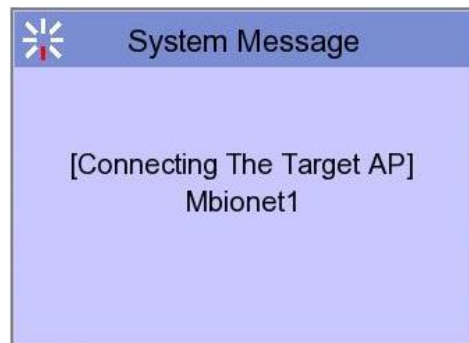 System Message
[Connecting The Target AP]
Mbionet1